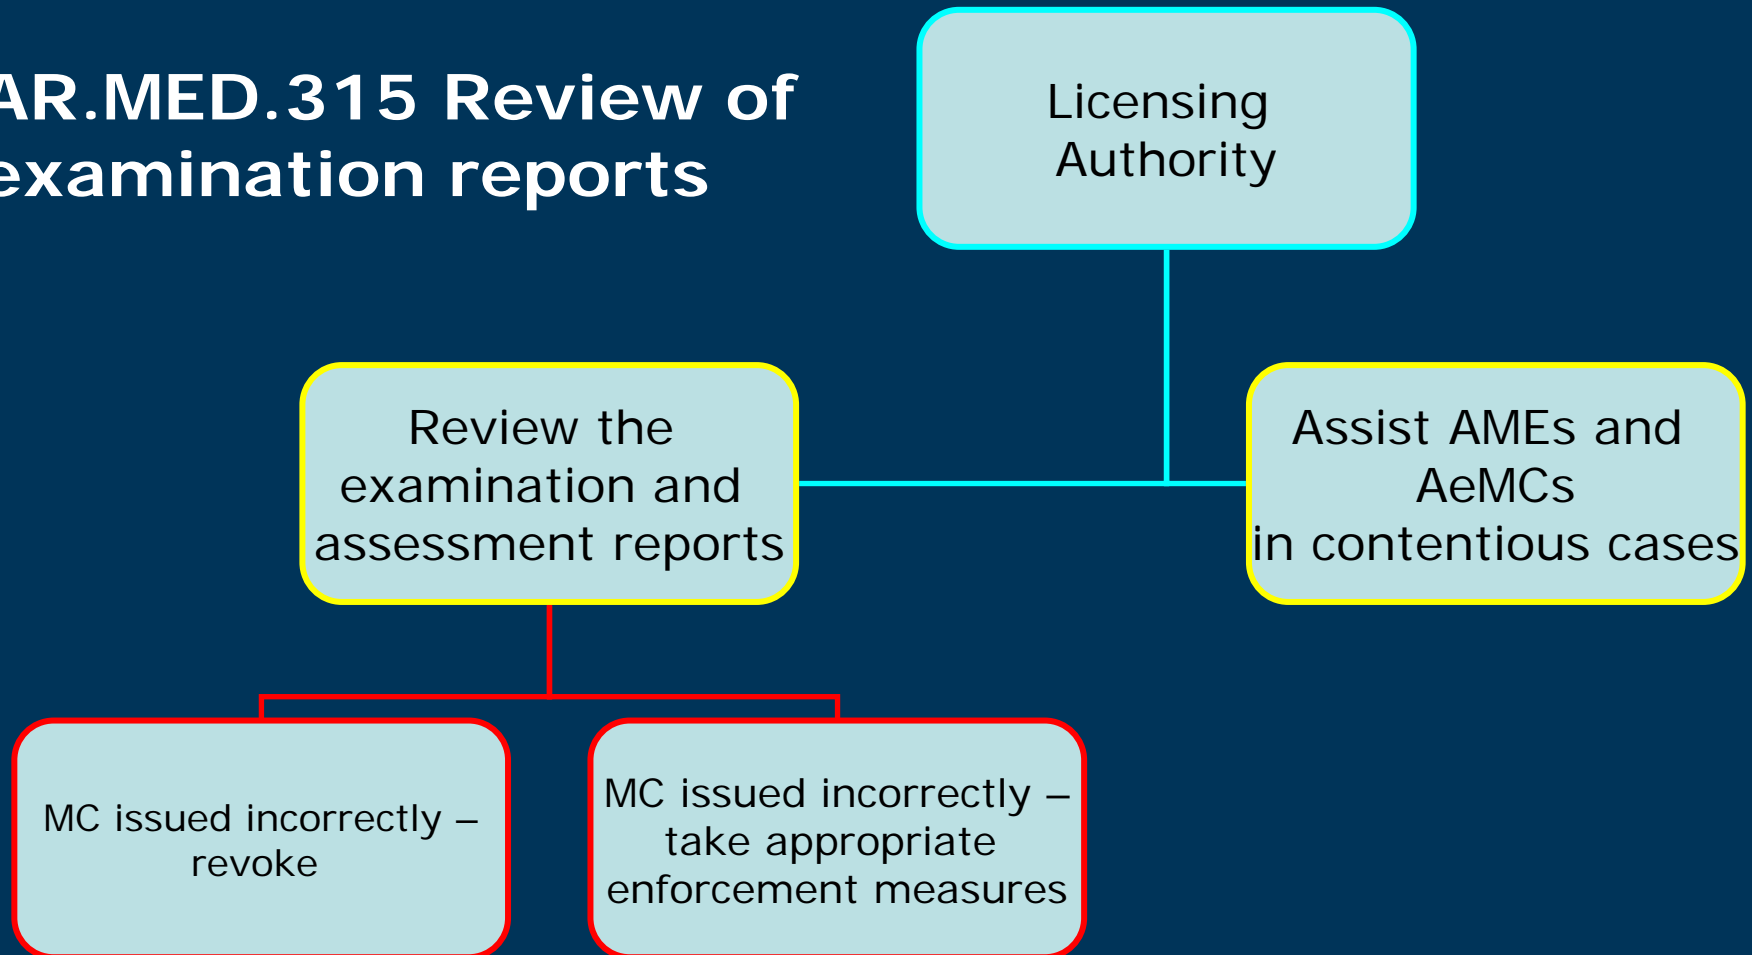 AR.MED.315 Review of
examination reports
Licensing
Authority
Review the
examination and
assessment reports
Assist AMEs and
AeMCs
in contentious cases
MC issued incorrectly –
revoke
MC issued incorrectly –
take appropriate
enforcement measures